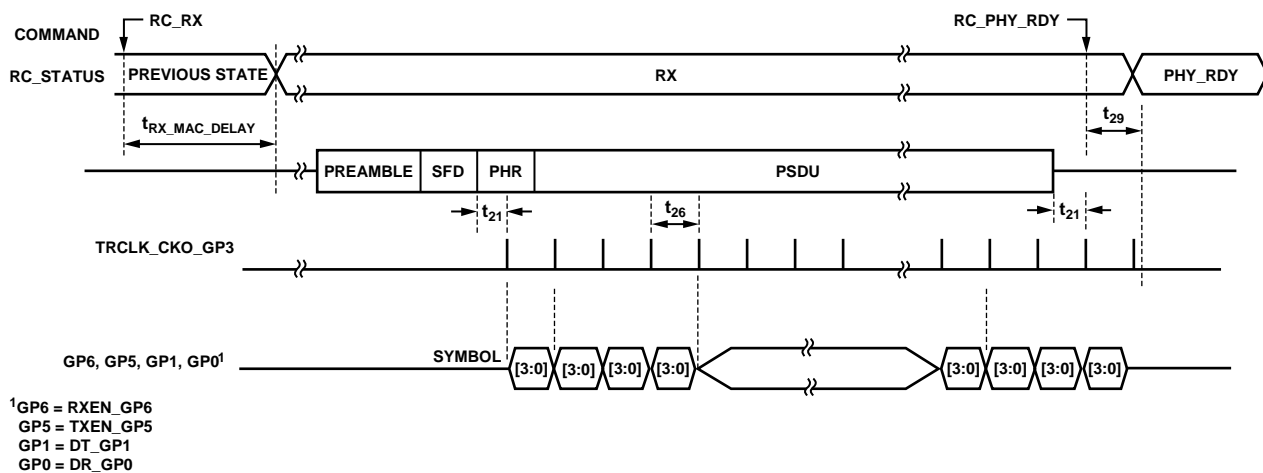 RC_RX
RC_PHY_RDY
COMMAND
RC_STATUS
PREVIOUS STATE
RX
PHY_RDY
tRX_MAC_DELAY
t29
PREAMBLE
SFD
PHR
PSDU
t21
t26
t21
TRCLK_CKO_GP3
GP6, GP5, GP1, GP0¹
SYMBOL
[3:0]
[3:0]
[3:0]
[3:0]
[3:0]
[3:0]
[3:0]
[3:0]
¹GP6 = RXEN_GP6
GP5 = TXEN_GP5
GP1 = DT_GP1
GP0 = DR_GP0